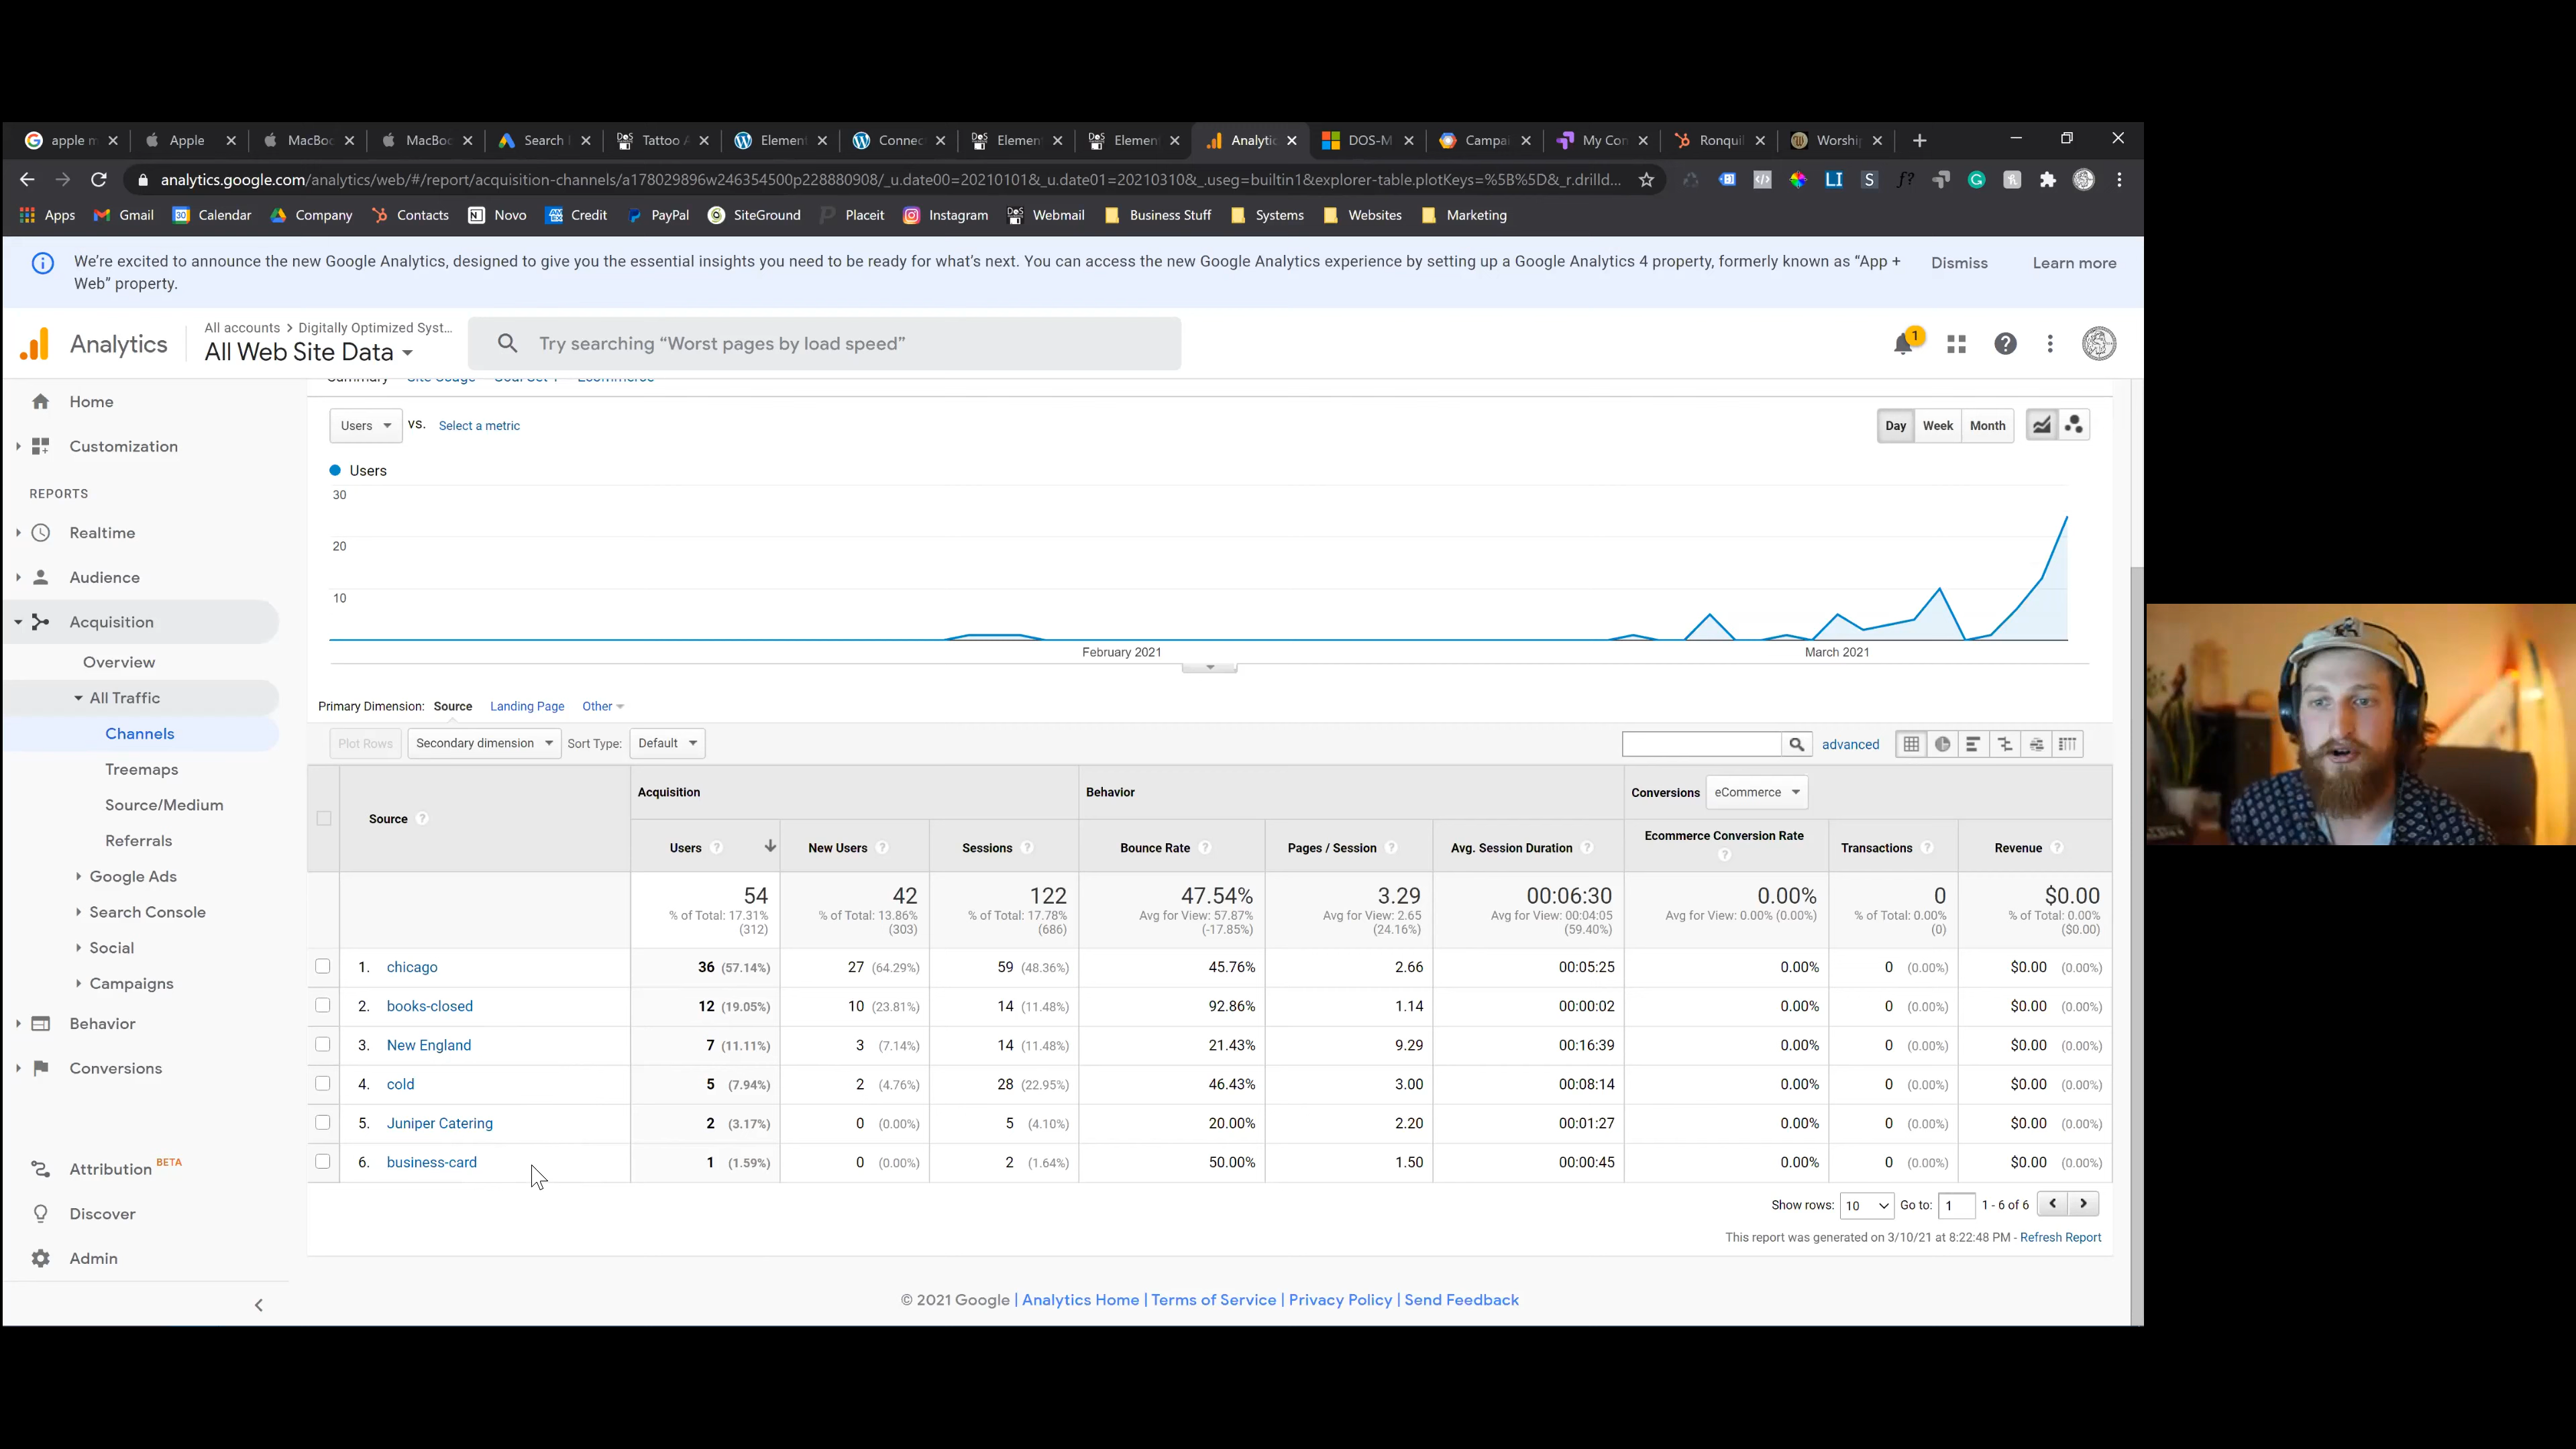 apple m
Apple
MacBoo
MacBoo
Search
Tattoo A
Element
Connec
Element
Element
Analytic
DOS-M
Campai
My Con
Ronquil
Worshi
analytics.google.com/analytics/web/#/report/acquisition-channels/a178029896w246354500p228880908/_u.date00=20210101&_u.date01=20210310&_.useg=builtin1&explorer-table.plotKeys=%5B%5D&_r.drilld...
Apps Gmail Calendar Company Contacts Novo Credit PayPal SiteGround Placeit Instagram Webmail Business Stuff Systems Websites Marketing
We're excited to announce the new Google Analytics, designed to give you the essential insights you need to be ready for what's next. You can access the new Google Analytics experience by setting up a Google Analytics 4 property, formerly known as "App +
Web" property.
Dismiss Learn more
Analytics
All accounts > Digitally Optimized Syst...
All Web Site Data
Try searching "Worst pages by load speed"
1
Home
Customization
REPORTS
Realtime
Audience
Acquisition
Overview
All Traffic
Channels
Treemaps
Source/Medium
Referrals
Google Ads
Search Console
Social
Campaigns
Behavior
Conversions
Attribution BETA
Discover
Admin
Summary Site Usage Goal Set 1 Ecommerce
Users VS. Select a metric
Day Week Month
Users
30
20
10
February 2021 March 2021
Primary Dimension: Source Landing Page Other
Plot Rows Secondary dimension Sort Type: Default
advanced
Source Acquisition Behavior Conversions eCommerce
Users New Users Sessions Bounce Rate Pages / Session Avg. Session Duration Ecommerce Conversion Rate Transactions Revenue
54 42 122 47.54% 3.29 00:06:30 0.00% 0 $0.00
% of Total: 17.31% % of Total: 13.86% % of Total: 17.78% Avg for View: 57.87% Avg for View: 2.65 Avg for View: 00:04:05 Avg for View: 0.00% (0.00%) % of Total: 0.00% % of Total: 0.00%
(312) (303) (686) (-17.85%) (24.16%) (59.40%) (0) ($0.00)
1. chicago 36 (57.14%) 27 (64.29%) 59 (48.36%) 45.76% 2.66 00:05:25 0.00% 0 (0.00%) $0.00 (0.00%)
2. books-closed 12 (19.05%) 10 (23.81%) 14 (11.48%) 92.86% 1.14 00:00:02 0.00% 0 (0.00%) $0.00 (0.00%)
3. New England 7 (11.11%) 3 (7.14%) 14 (11.48%) 21.43% 9.29 00:16:39 0.00% 0 (0.00%) $0.00 (0.00%)
4. cold 5 (7.94%) 2 (4.76%) 28 (22.95%) 46.43% 3.00 00:08:14 0.00% 0 (0.00%) $0.00 (0.00%)
5. Juniper Catering 2 (3.17%) 0 (0.00%) 5 (4.10%) 20.00% 2.20 00:01:27 0.00% 0 (0.00%) $0.00 (0.00%)
6. business-card 1 (1.59%) 0 (0.00%) 2 (1.64%) 50.00% 1.50 00:00:45 0.00% 0 (0.00%) $0.00 (0.00%)
Show rows: 10 Go to: 1 1 - 6 of 6
This report was generated on 3/10/21 at 8:22:48 PM - Refresh Report
© 2021 Google | Analytics Home | Terms of Service | Privacy Policy | Send Feedback